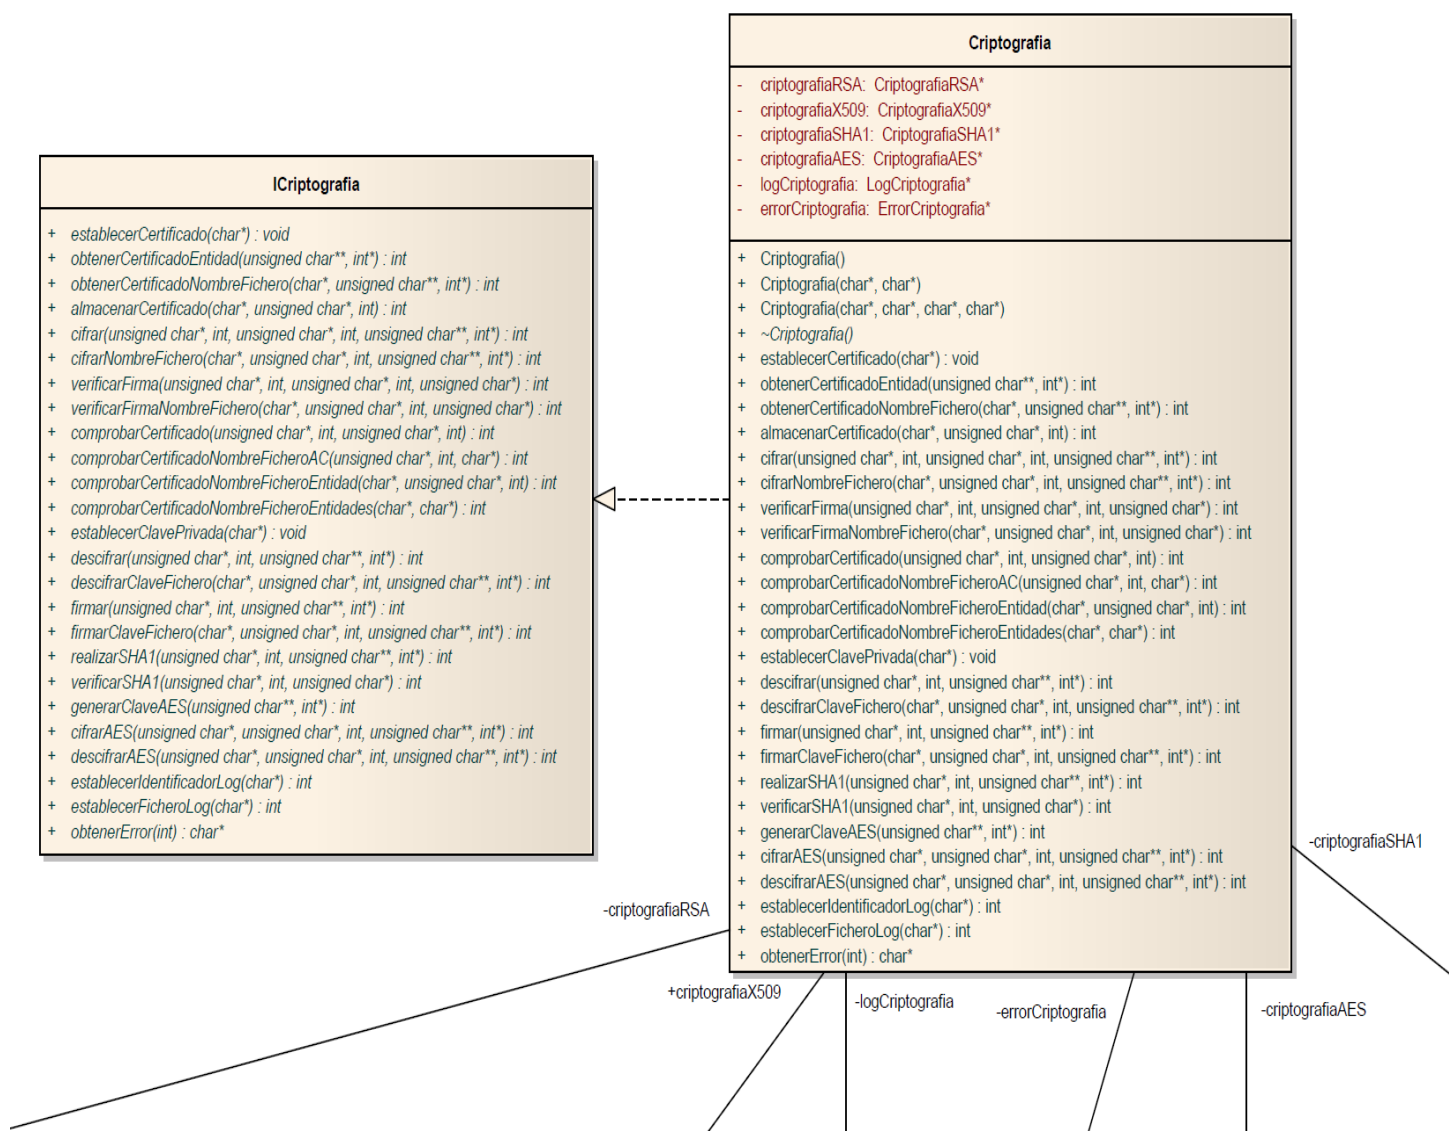 ICriptografia
+ establecerCertificado(char*) : void
+ obtenerCertificadoEntidad(unsigned char**, int*) : int
+ obtenerCertificadoNombreFichero(char*, unsigned char**, int*) : int
+ almacenarCertificado(char*, unsigned char*, int) : int
+ cifrar(unsigned char*, int, unsigned char*, int, unsigned char**, int*) : int
+ cifrarNombreFichero(char*, unsigned char*, int, unsigned char**, int*) : int
+ verificarFirma(unsigned char*, int, unsigned char*, int, unsigned char*) : int
+ verificarFirmaNombreFichero(char*, unsigned char*, int, unsigned char*) : int
+ comprobarCertificado(unsigned char*, int, unsigned char*, int) : int
+ comprobarCertificadoNombreFicheroAC(unsigned char*, int, char*) : int
+ comprobarCertificadoNombreFicheroEntidad(char*, unsigned char*, int) : int
+ comprobarCertificadoNombreFicheroEntidades(char*, char*) : int
+ establecerClavePrivada(char*) : void
+ descifrar(unsigned char*, int, unsigned char**, int*) : int
+ descifrarClaveFichero(char*, unsigned char*, int, unsigned char**, int*) : int
+ firmar(unsigned char*, int, unsigned char**, int*) : int
+ firmarClaveFichero(char*, unsigned char*, int, unsigned char**, int*) : int
+ realizarSHA1(unsigned char*, int, unsigned char**, int*) : int
+ verificarSHA1(unsigned char*, int, unsigned char*) : int
+ generarClaveAES(unsigned char**, int*) : int
+ cifrarAES(unsigned char*, unsigned char*, int, unsigned char**, int*) : int
+ descifrarAES(unsigned char*, unsigned char*, int, unsigned char**, int*) : int
+ establecerIdentificadorLog(char*) : int
+ establecerFicheroLog(char*) : int
+ obtenerError(int) : char*
Criptografia
- criptografiaRSA: CriptografiaRSA*
- criptografiaX509: CriptografiaX509*
- criptografiaSHA1: CriptografiaSHA1*
- criptografiaAES: CriptografiaAES*
- logCriptografia: LogCriptografia*
- errorCriptografia: ErrorCriptografia*
+ Criptografia()
+ Criptografia(char*, char*)
+ Criptografia(char*, char*, char*, char*)
+ ~Criptografia()
+ establecerCertificado(char*) : void
+ obtenerCertificadoEntidad(unsigned char**, int*) : int
+ obtenerCertificadoNombreFichero(char*, unsigned char**, int*) : int
+ almacenarCertificado(char*, unsigned char*, int) : int
+ cifrar(unsigned char*, int, unsigned char*, int, unsigned char**, int*) : int
+ cifrarNombreFichero(char*, unsigned char*, int, unsigned char**, int*) : int
+ verificarFirma(unsigned char*, int, unsigned char*, int, unsigned char*) : int
+ verificarFirmaNombreFichero(char*, unsigned char*, int, unsigned char*) : int
+ comprobarCertificado(unsigned char*, int, unsigned char*, int) : int
+ comprobarCertificadoNombreFicheroAC(unsigned char*, int, char*) : int
+ comprobarCertificadoNombreFicheroEntidad(char*, unsigned char*, int) : int
+ comprobarCertificadoNombreFicheroEntidades(char*, char*) : int
+ establecerClavePrivada(char*) : void
+ descifrar(unsigned char*, int, unsigned char**, int*) : int
+ descifrarClaveFichero(char*, unsigned char*, int, unsigned char**, int*) : int
+ firmar(unsigned char*, int, unsigned char**, int*) : int
+ firmarClaveFichero(char*, unsigned char*, int, unsigned char**, int*) : int
+ realizarSHA1(unsigned char*, int, unsigned char**, int*) : int
+ verificarSHA1(unsigned char*, int, unsigned char*) : int
+ generarClaveAES(unsigned char**, int*) : int
+ cifrarAES(unsigned char*, unsigned char*, int, unsigned char**, int*) : int
+ descifrarAES(unsigned char*, unsigned char*, int, unsigned char**, int*) : int
+ establecerIdentificadorLog(char*) : int
+ establecerFicheroLog(char*) : int
+ obtenerError(int) : char*
-criptografiaSHA1
-criptografiaRSA
+criptografiaX509
-logCriptografia
-errorCriptografia
-criptografiaAES